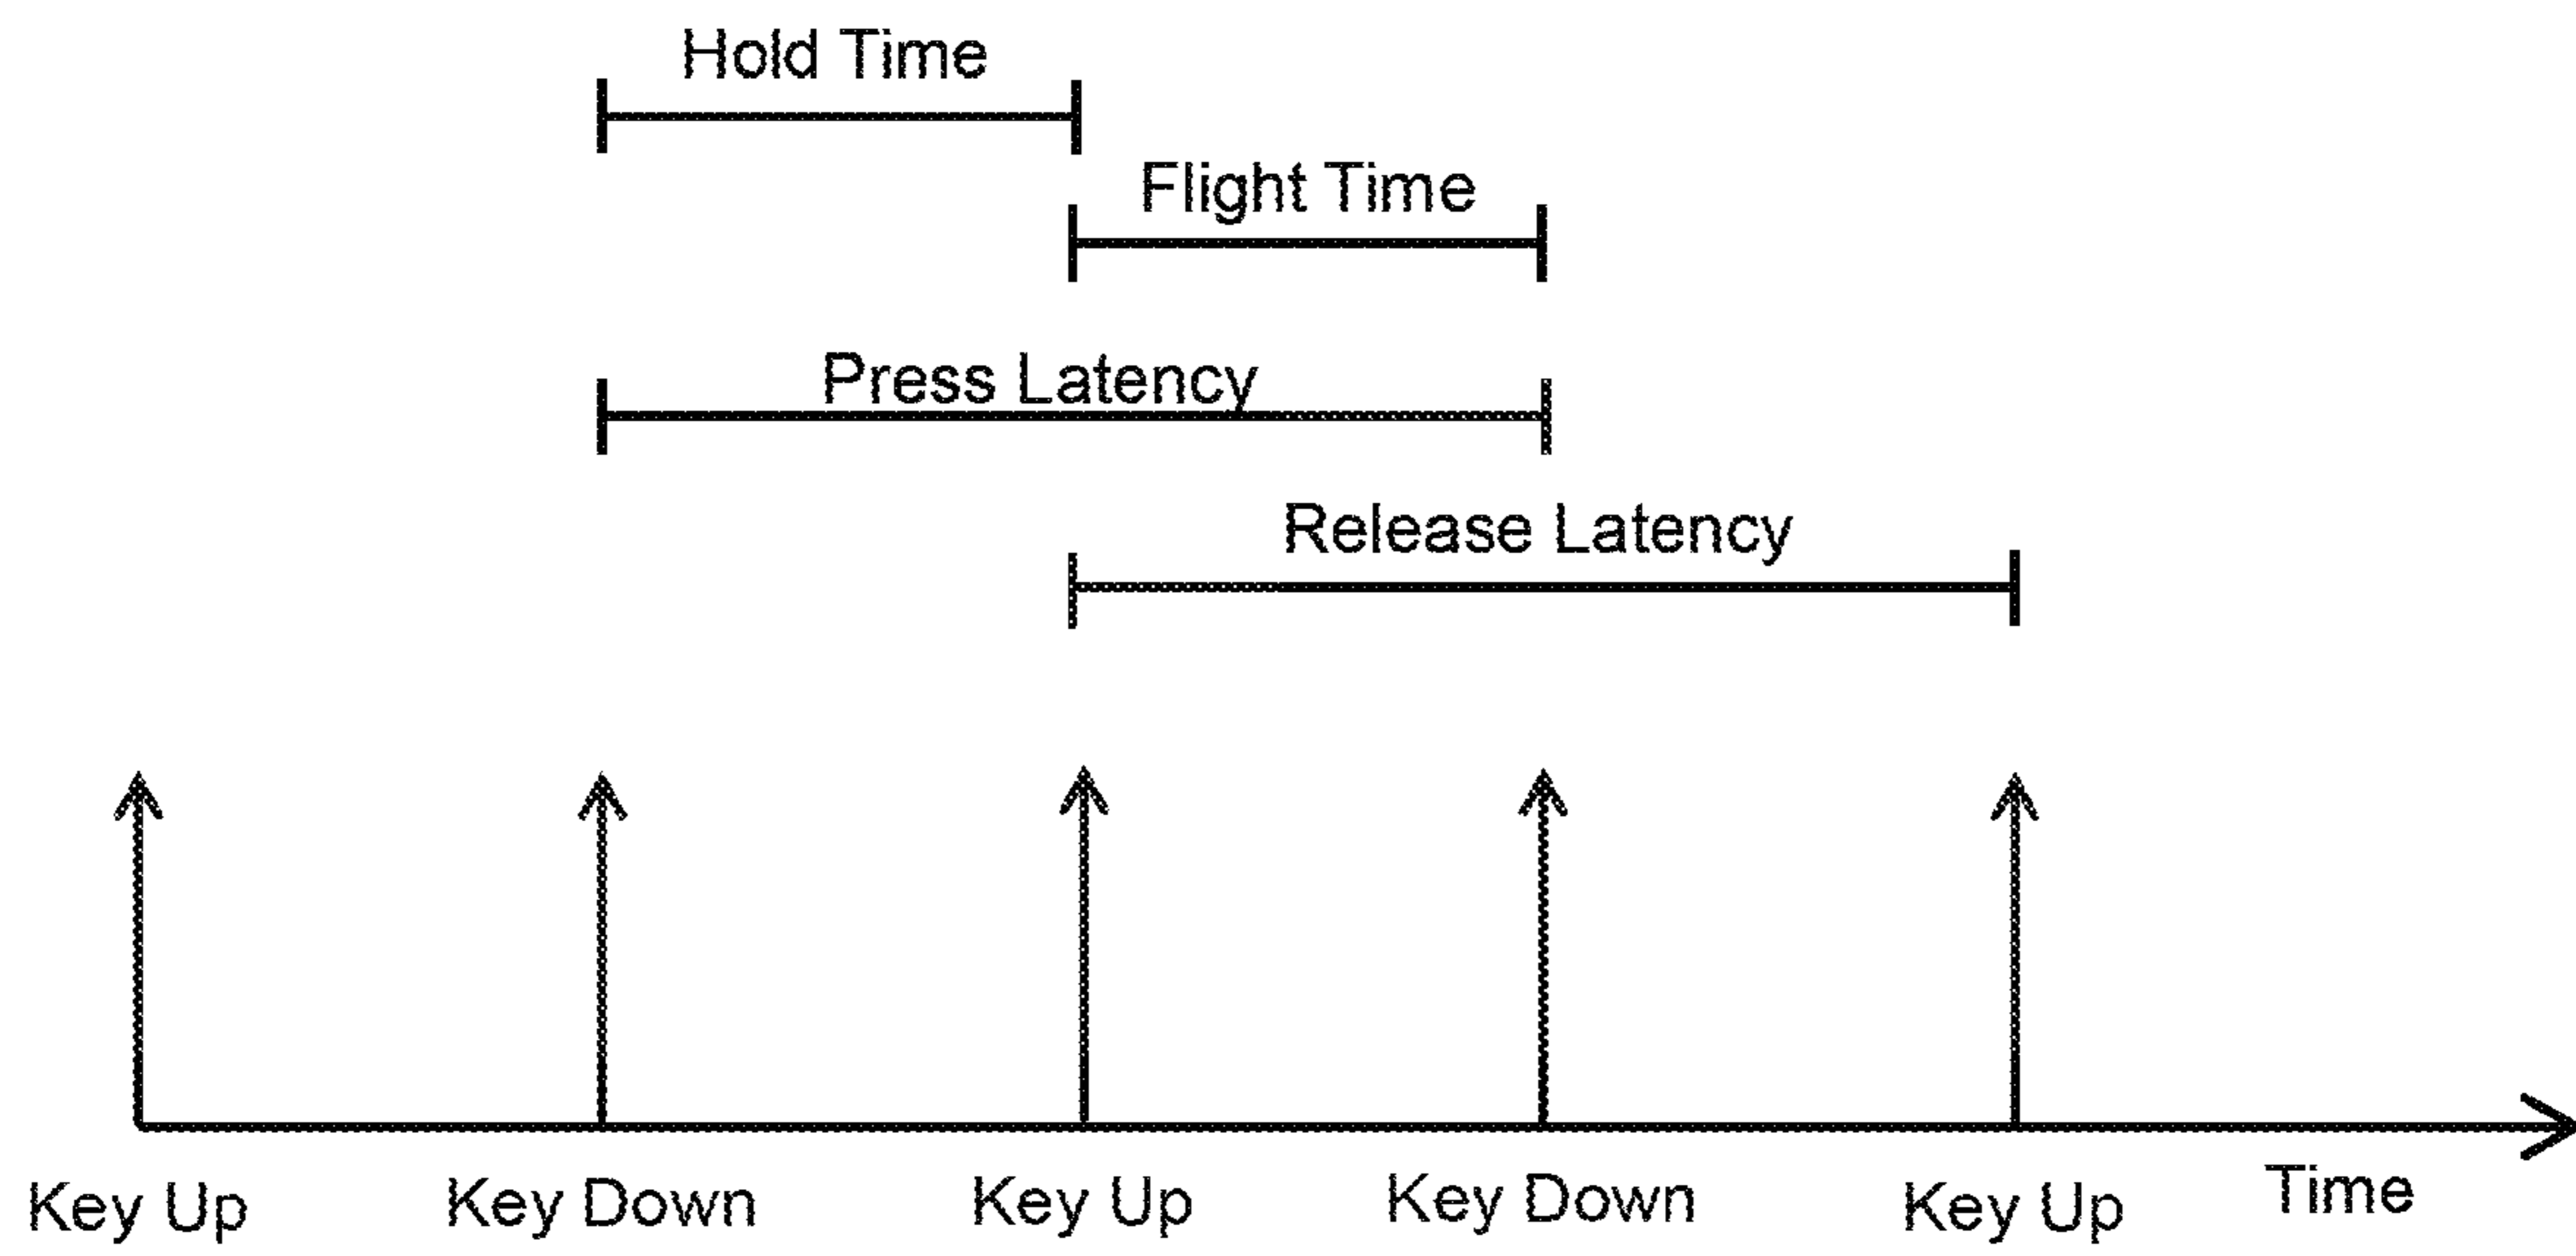 Hold Time
Flight Time
Press Latency
Release Latency
Key Up
Key Down
Key Up
Key Down
Key Up
Time